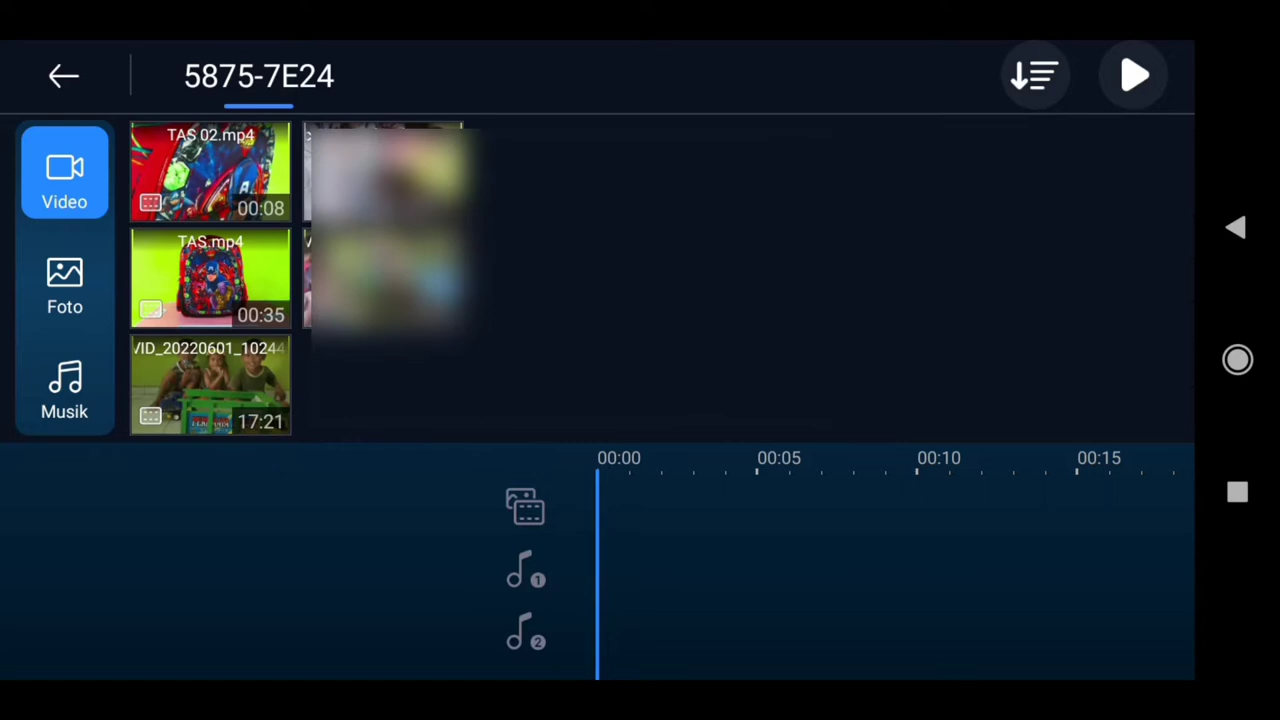 5875-7E24
Video
Foto
Musik
TAS 02.mp4
00:08
TAS.mp4
00:35
VID_20220601_1024
17:21
00:00
00:05
00:10
00:15
1
2